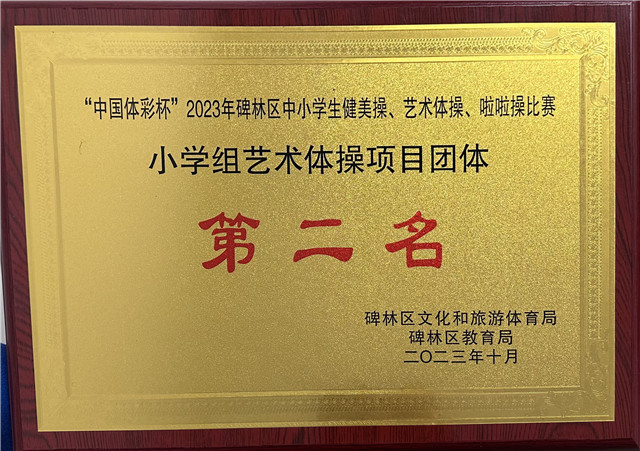 “中国体彩杯”2023年碑林区中小学生健美操、艺术体操、啦啦操比赛
小学组艺术体操项目团体
第二名
碑林区文化和旅游体育局
碑林区教育局
二〇二三年十月